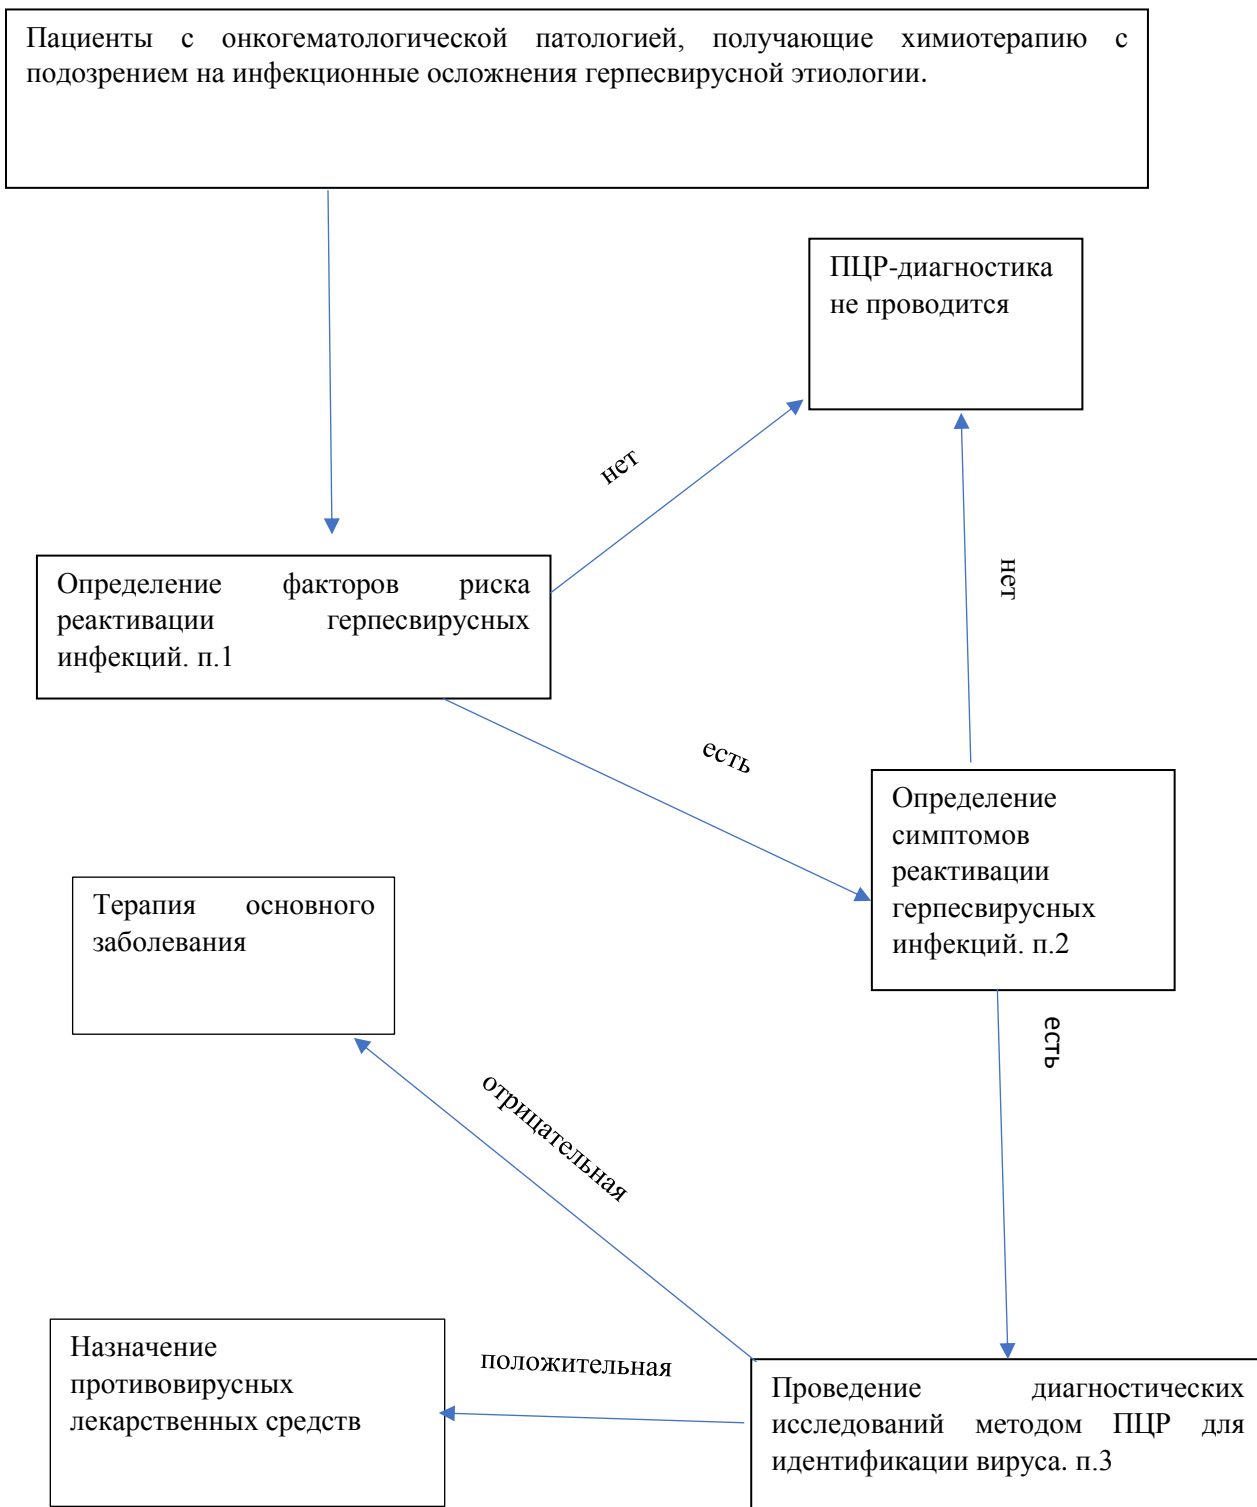 Пациенты с онкогематологической патологией, получающие химиотерапию с
подозрением на инфекционные осложнения герпесвирусной этиологии.
ПЦР-диагностика
не проводится
нет
нет
Определение факторов риска
реактивации герпесвирусных
инфекций. п.1
есть
Определение
симптомов
реактивации
герпесвирусных
инфекций. п.2
Терапия основного
заболевания
есть
отрицательная
Назначение
противовирусных
лекарственных средств
положительная
Проведение диагностических
исследований методом ПЦР для
идентификации вируса. п.3